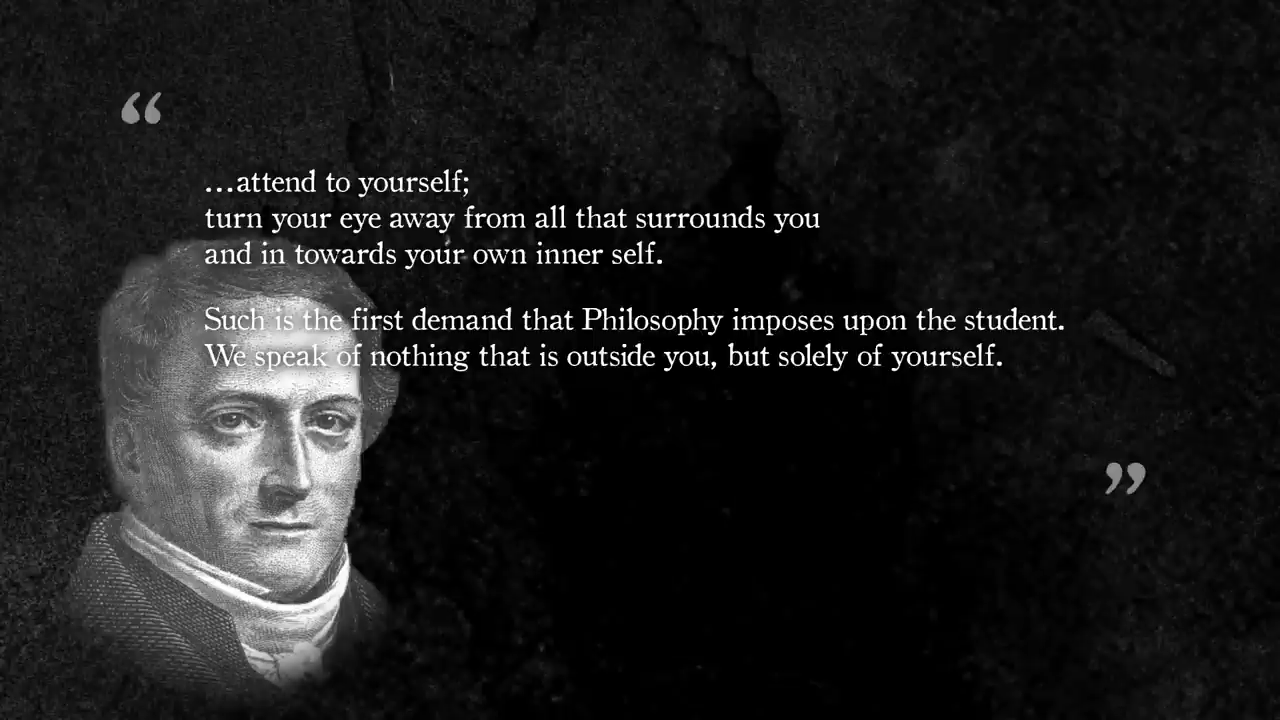 “
…attend to yourself;
turn your eye away from all that surrounds you
and in towards your own inner self.
Such is the first demand that Philosophy imposes upon the student.
We speak of nothing that is outside you, but solely of yourself.
”